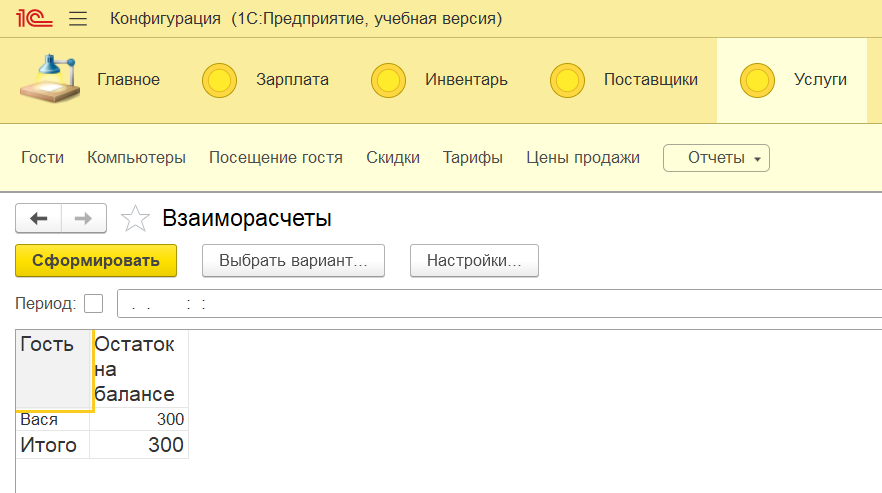 1С Конфигурация (1С:Предприятие, учебная версия)
Главное Зарплата Инвентарь Поставщики Услуги
Гости Компьютеры Посещение гостя Скидки Тарифы Цены продажи Отчеты
Взаиморасчеты
Сформировать Выбрать вариант... Настройки...
Период: . . : :
Гость Остаток
на
балансе
Вася 300
Итого 300